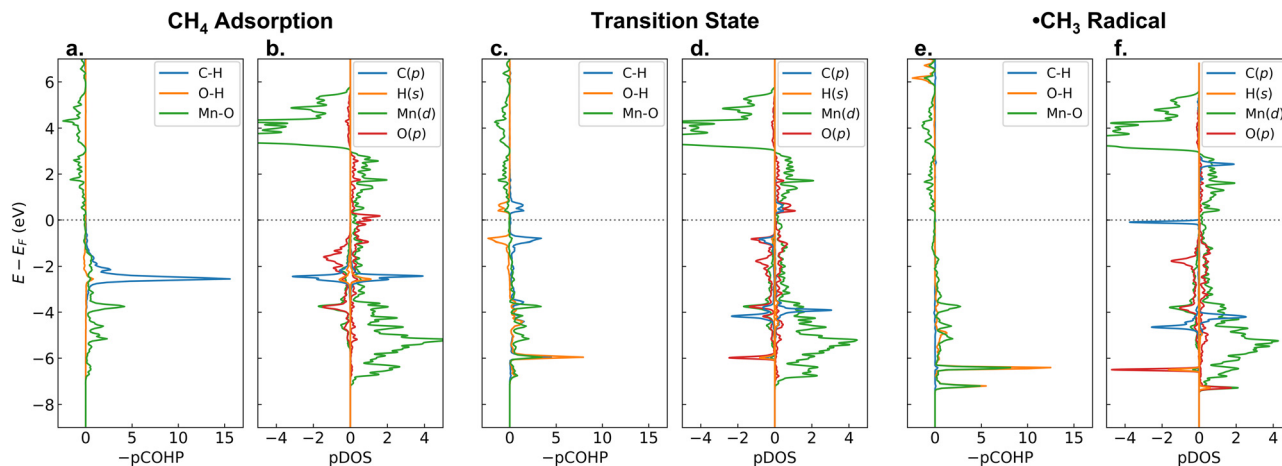 CH₄ Adsorption
Transition State
•CH₃ Radical
a.
b.
c.
d.
e.
f.
C-H
O-H
Mn-O
C(p)
H(s)
Mn(d)
O(p)
C-H
O-H
Mn-O
C(p)
H(s)
Mn(d)
O(p)
C-H
O-H
Mn-O
C(p)
H(s)
Mn(d)
O(p)
E − E_F (eV)
6
4
2
0
−2
−4
−6
−8
0 5 10 15
−4 −2 0 2 4
0 5 10 15
−4 −2 0 2 4
0 5 10 15
−4 −2 0 2 4
−pCOHP
pDOS
−pCOHP
pDOS
−pCOHP
pDOS